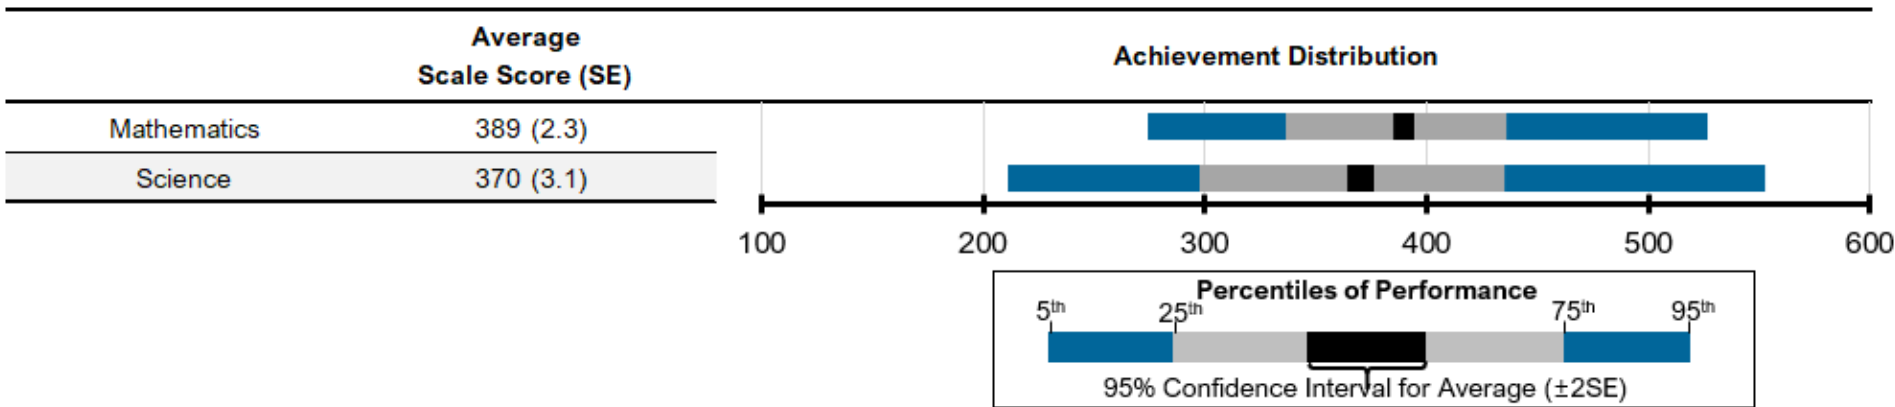 Average
Scale Score (SE)
Achievement Distribution
Mathematics 389 (2.3)
Science 370 (3.1)
100 200 300 400 500 600
Percentiles of Performance
5th 25th 75th 95th
95% Confidence Interval for Average (±2SE)